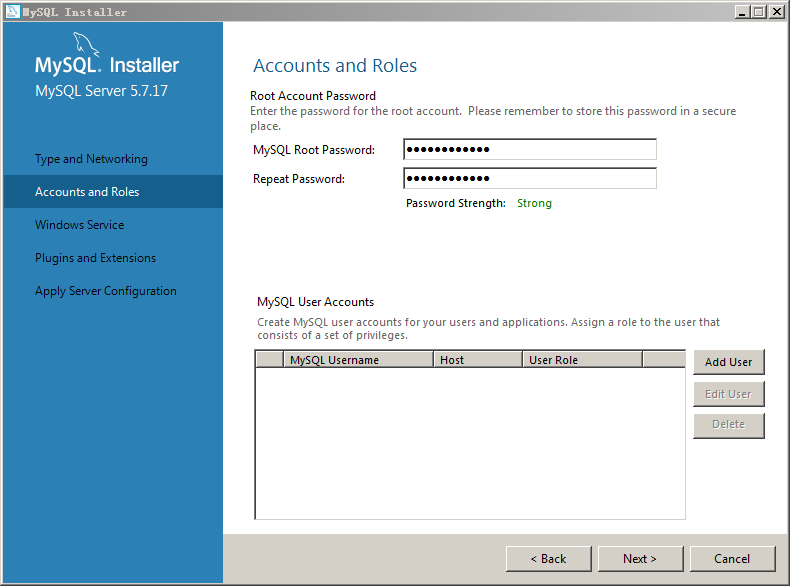 MySQL Installer
MySQL. Installer
MySQL Server 5.7.17
Type and Networking
Accounts and Roles
Windows Service
Plugins and Extensions
Apply Server Configuration
Accounts and Roles
Root Account Password
Enter the password for the root account. Please remember to store this password in a secure
place.
MySQL Root Password: ●●●●●●●●●●●●
Repeat Password: ●●●●●●●●●●●●
Password Strength: Strong
MySQL User Accounts
Create MySQL user accounts for your users and applications. Assign a role to the user that
consists of a set of privileges.
MySQL Username Host User Role
Add User
Edit User
Delete
< Back Next > Cancel